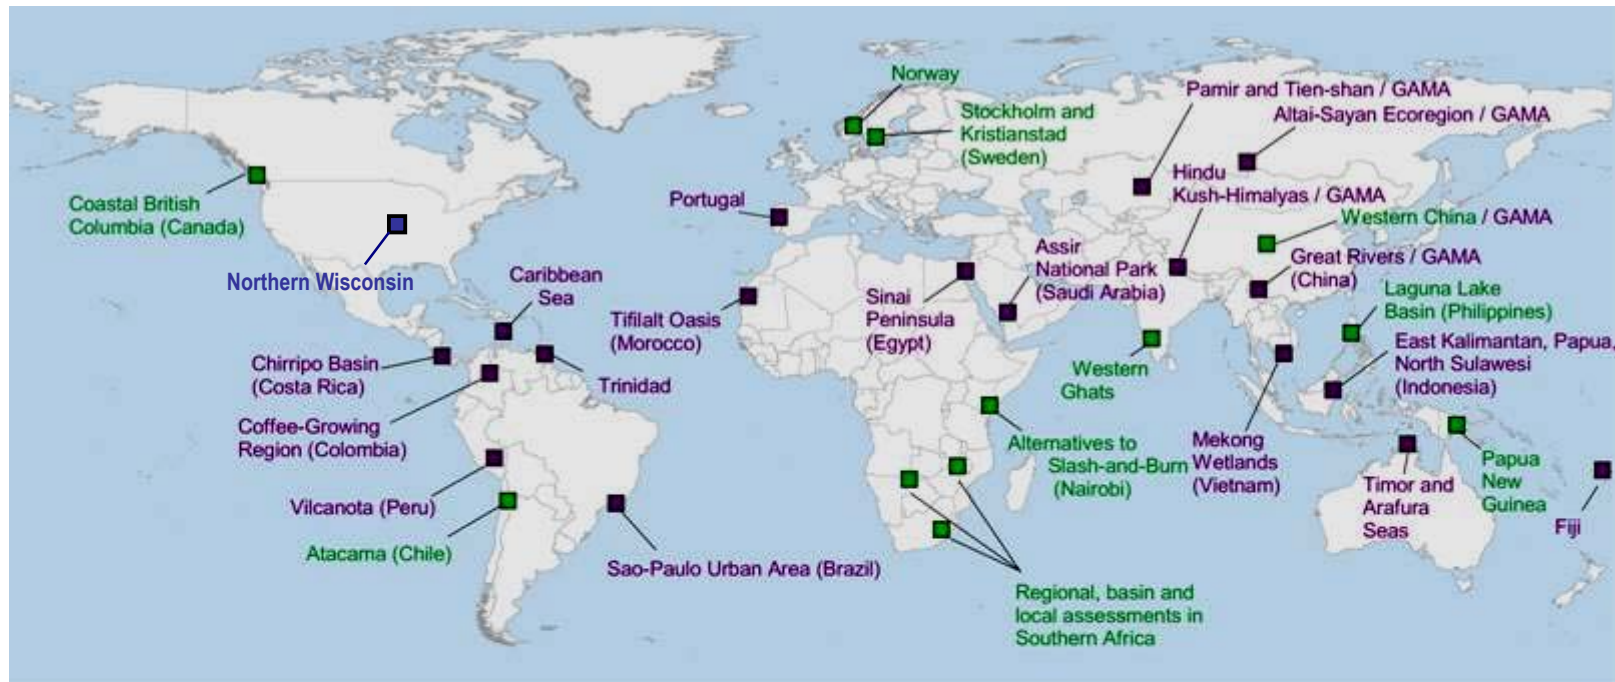 Norway
Stockholm and
Kristianstad
(Sweden)
Pamir and Tien-shan / GAMA
Altai-Sayan Ecoregion / GAMA
Hindu
Kush-Himalyas / GAMA
Coastal British
Columbia (Canada)
Portugal
Western China / GAMA
Northern Wisconsin
Caribbean
Sea
Assir
National Park
(Saudi Arabia)
Great Rivers / GAMA
(China)
Sinai
Peninsula
(Egypt)
Laguna Lake
Basin (Philippines)
Tifilalt Oasis
(Morocco)
East Kalimantan, Papua,
North Sulawesi
(Indonesia)
Chirripo Basin
(Costa Rica)
Trinidad
Western
Ghats
Coffee-Growing
Region (Colombia)
Alternatives to
Slash-and-Burn
(Nairobi)
Mekong
Wetlands
(Vietnam)
Papua
New
Guinea
Timor and
Arafura
Seas
Fiji
Vilcanota (Peru)
Atacama (Chile)
Sao-Paulo Urban Area (Brazil)
Regional, basin and
local assessments in
Southern Africa